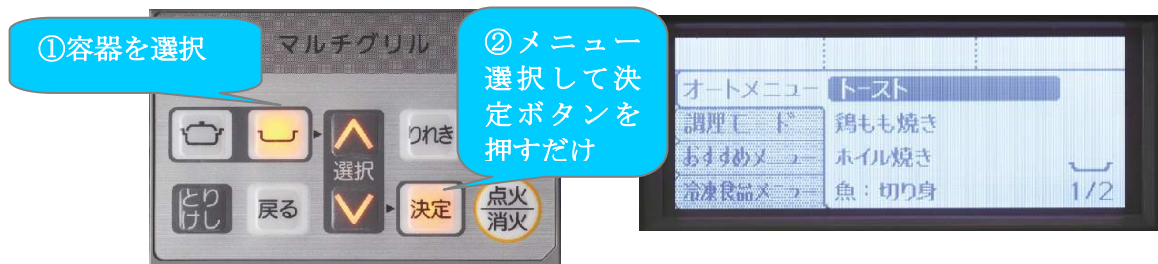 ①容器を選択
マルチグリル
②メニュー
選択して決
定ボタンを
押すだけ
りれき
選択
とり
けし
戻る
決定
点火
消火
オートメニュー
トースト
調理モード
鶏もも焼き
おすすめメニュー
ホイル焼き
冷凍食品メニュー
魚：切り身
1/2